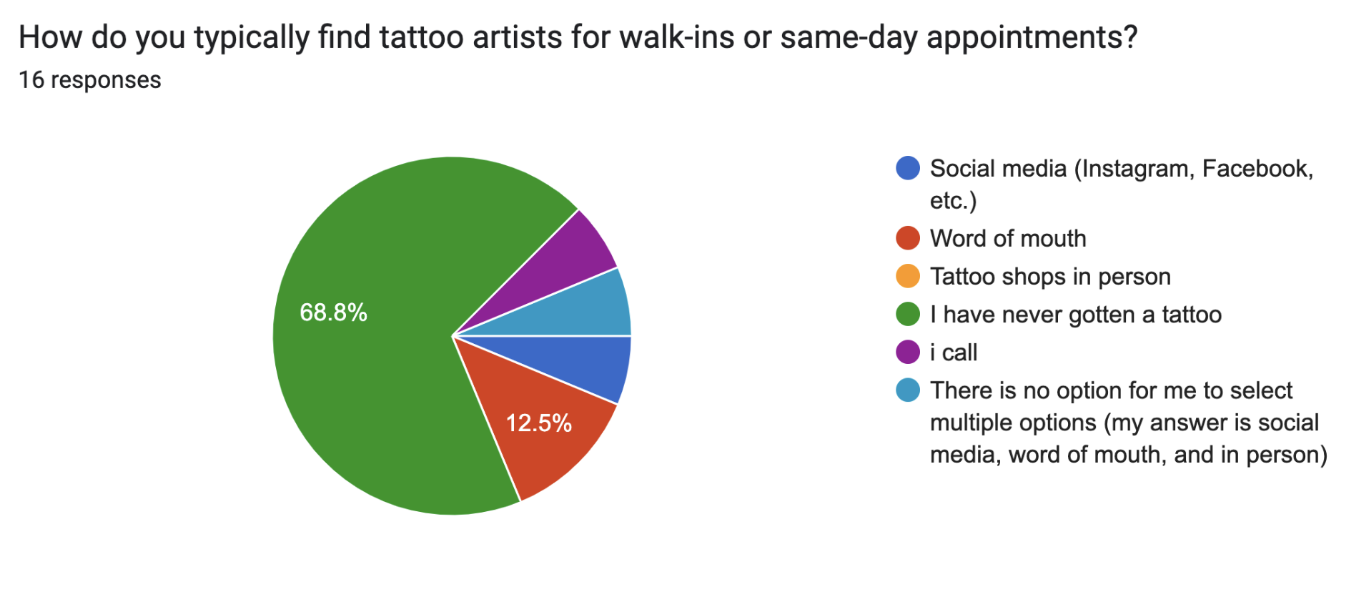 How do you typically find tattoo artists for walk-ins or same-day appointments?
16 responses
68.8%
12.5%
Social media (Instagram, Facebook,
etc.)
Word of mouth
Tattoo shops in person
I have never gotten a tattoo
i call
There is no option for me to select
multiple options (my answer is social
media, word of mouth, and in person)